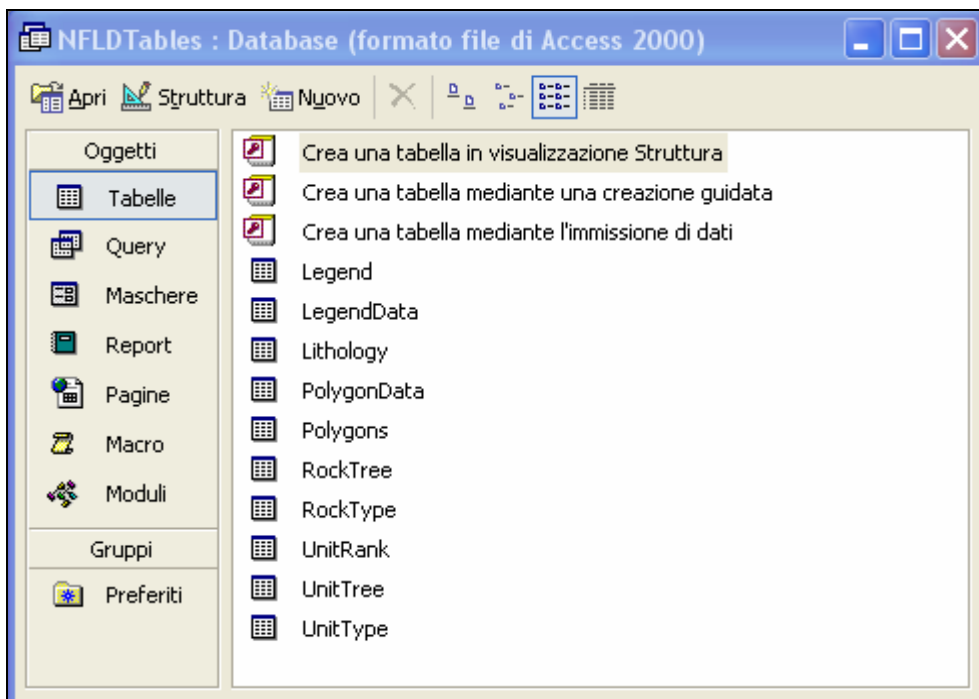 NFLDTables : Database (formato file di Access 2000)
Apri Struttura Nuovo
Oggetti
Tabelle
Query
Maschere
Report
Pagine
Macro
Moduli
Gruppi
Preferiti
Crea una tabella in visualizzazione Struttura
Crea una tabella mediante una creazione guidata
Crea una tabella mediante l'immissione di dati
Legend
LegendData
Lithology
PolygonData
Polygons
RockTree
RockType
UnitRank
UnitTree
UnitType